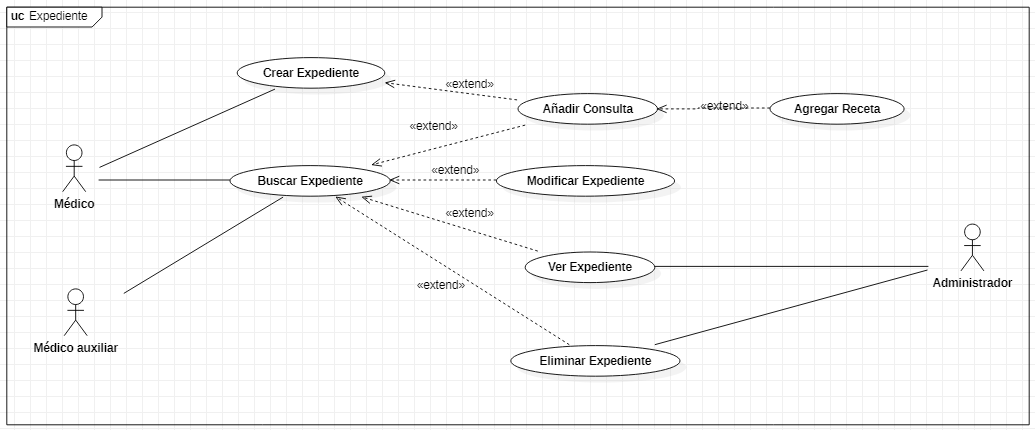 uc Expediente
Crear Expediente
«extend»
Añadir Consulta
«extend»
Agregar Receta
«extend»
Médico
Buscar Expediente
«extend»
Modificar Expediente
«extend»
Ver Expediente
Administrador
«extend»
Médico auxiliar
Eliminar Expediente